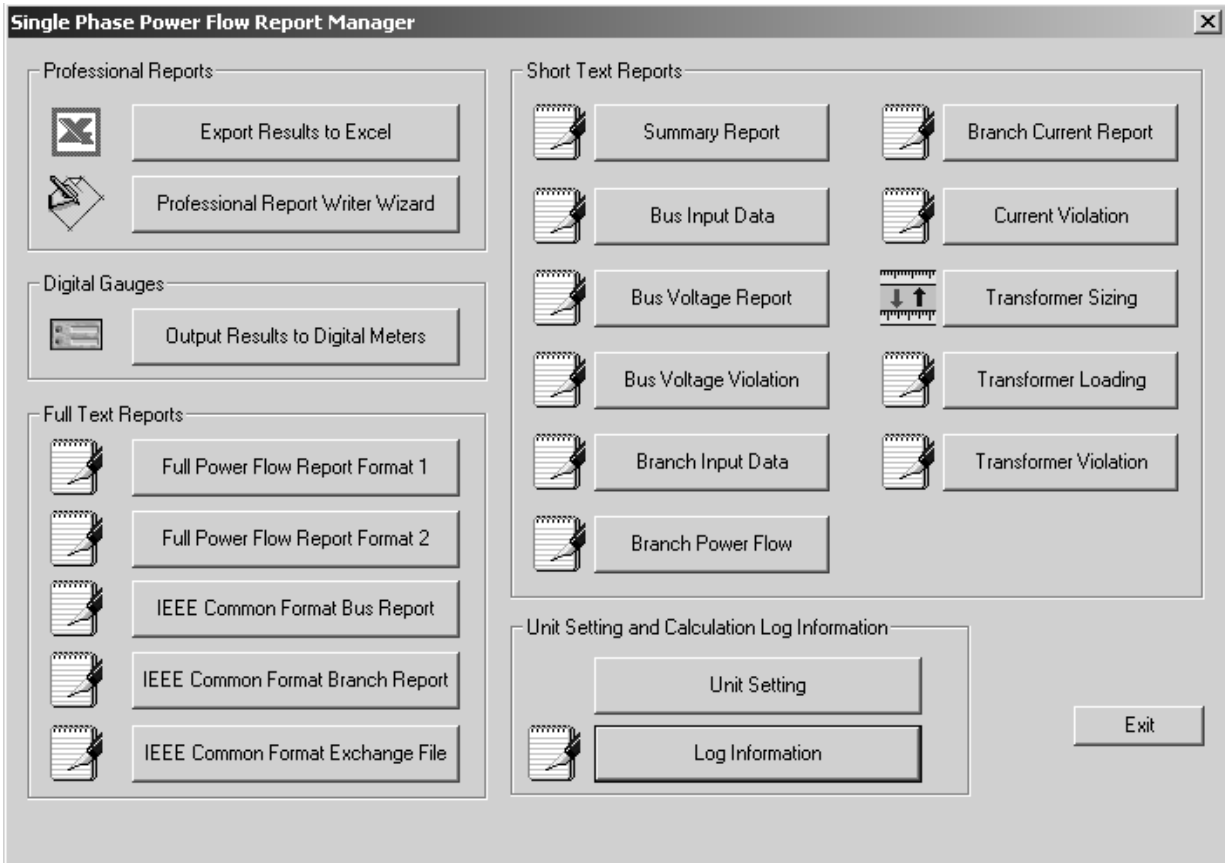 Single Phase Power Flow Report Manager
Professional Reports
Export Results to Excel
Professional Report Writer Wizard
Digital Gauges
Output Results to Digital Meters
Full Text Reports
Full Power Flow Report Format 1
Full Power Flow Report Format 2
IEEE Common Format Bus Report
IEEE Common Format Branch Report
IEEE Common Format Exchange File
Short Text Reports
Summary Report
Bus Input Data
Bus Voltage Report
Bus Voltage Violation
Branch Input Data
Branch Power Flow
Branch Current Report
Current Violation
Transformer Sizing
Transformer Loading
Transformer Violation
Unit Setting and Calculation Log Information
Unit Setting
Log Information
Exit